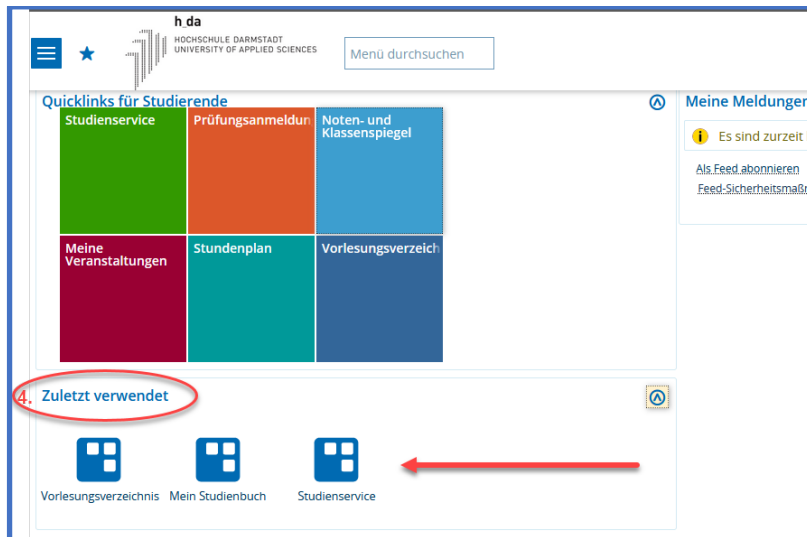 h_da
HOCHSCHULE DARMSTADT
UNIVERSITY OF APPLIED SCIENCES
Menü durchsuchen
Quicklinks für Studierende
Studienservice
Prüfungsanmeldun
Noten- und
Klassenspiegel
Meine
Veranstaltungen
Stundenplan
Vorlesungsverzeich
Meine Meldungen
Es sind zurzeit
Als Feed abonnieren
Feed-Sicherheitsmaßn
4. Zuletzt verwendet
Vorlesungsverzeichnis
Mein Studienbuch
Studienservice